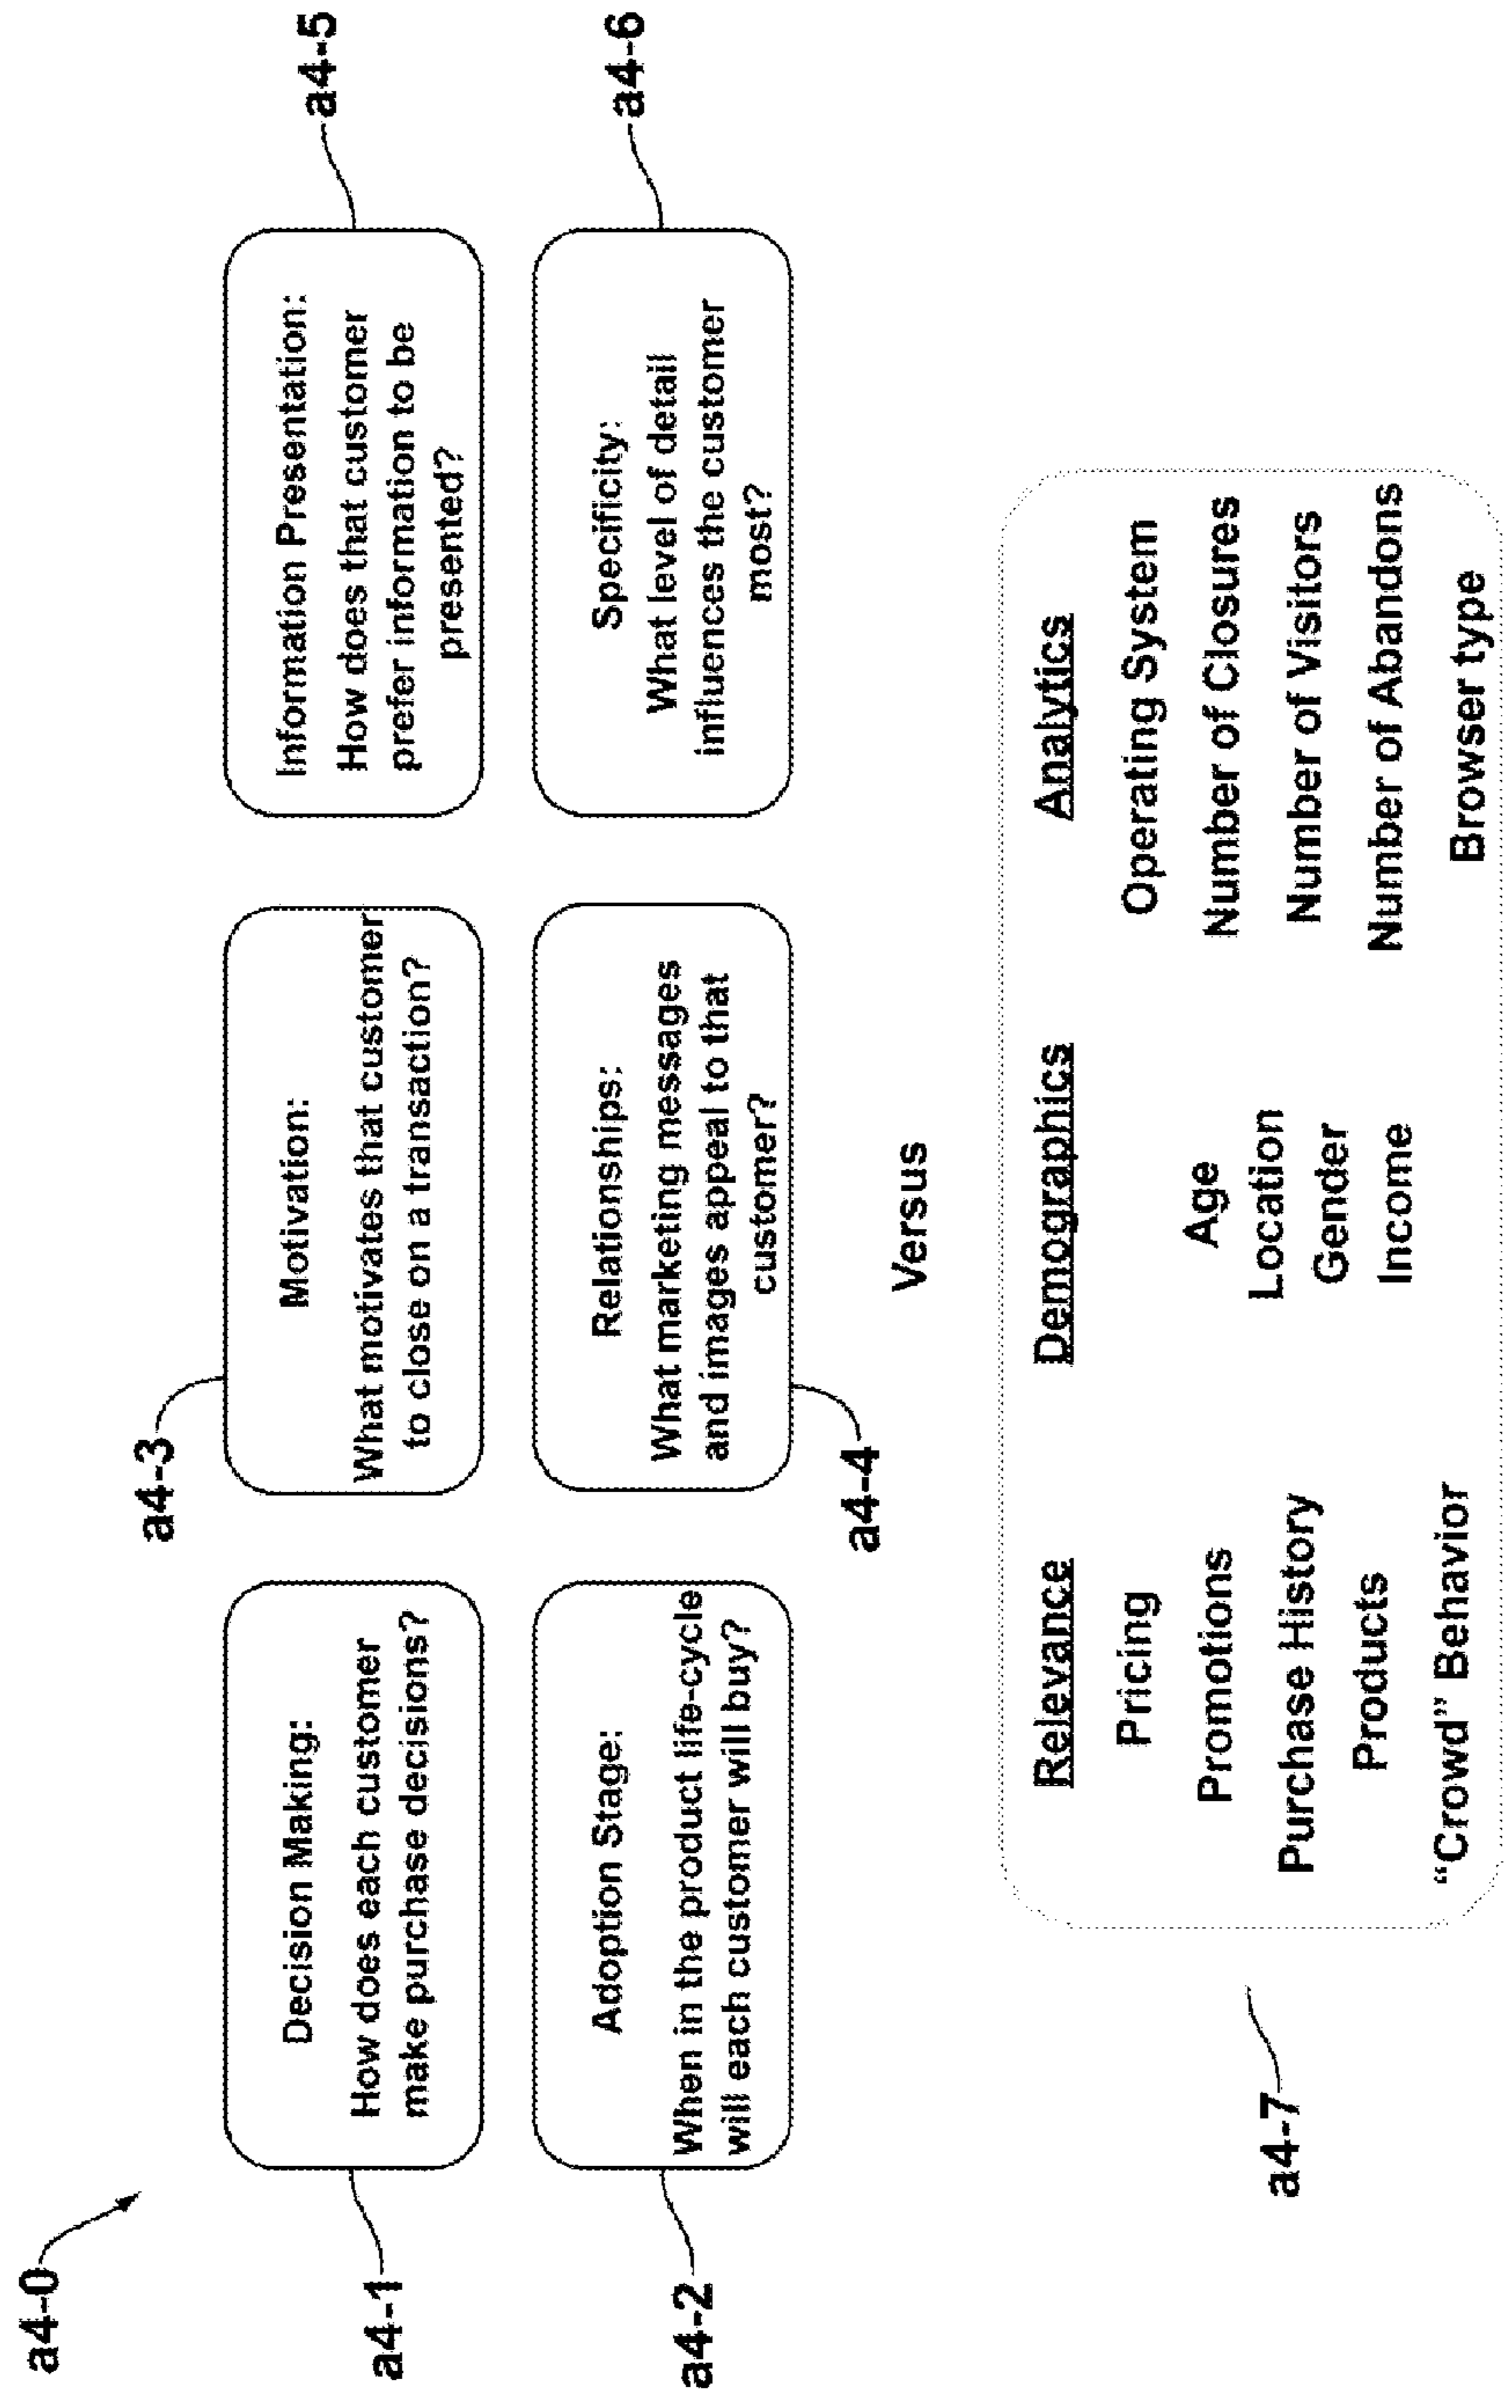 a4-0
a4-1
Decision Making:
How does each customer
make purchase decisions?
a4-3
Motivation:
What motivates that customer
to close on a transaction?
a4-5
Information Presentation:
How does that customer
prefer information to be
presented?
a4-2
Adoption Stage:
When in the product life-cycle
will each customer will buy?
a4-4
Relationships:
What marketing messages
and images appeal to that
customer?
a4-6
Specificity:
What level of detail
influences the customer
most?
Versus
a4-7
Relevance
Pricing
Promotions
Purchase History
Products
“Crowd” Behavior
Demographics
Age
Location
Gender
Income
Analytics
Operating System
Number of Closures
Number of Visitors
Number of Abandons
Browser type